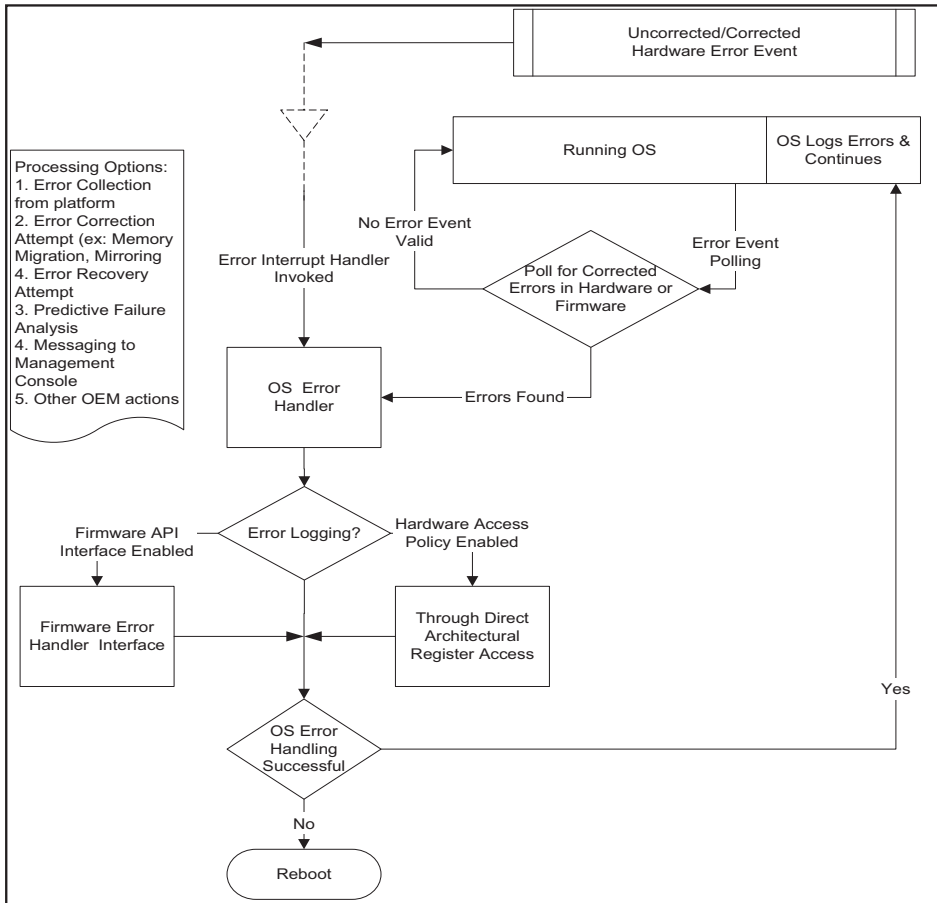 Uncorrected/Corrected
Hardware Error Event
Running OS
OS Logs Errors &
Continues
Processing Options:
1. Error Collection
from platform
2. Error Correction
Attempt (ex: Memory
Migration, Mirroring
4. Error Recovery
Attempt
3. Predictive Failure
Analysis
4. Messaging to
Management
Console
5. Other OEM actions
No Error Event
Valid
Error Event
Polling
Poll for Corrected
Errors in Hardware or
Firmware
Error Interrupt Handler
Invoked
OS Error
Handler
Errors Found
Error Logging?
Firmware API
Interface Enabled
Hardware Access
Policy Enabled
Firmware Error
Handler Interface
Through Direct
Architectural
Register Access
Yes
OS Error
Handling
Successful
No
Reboot